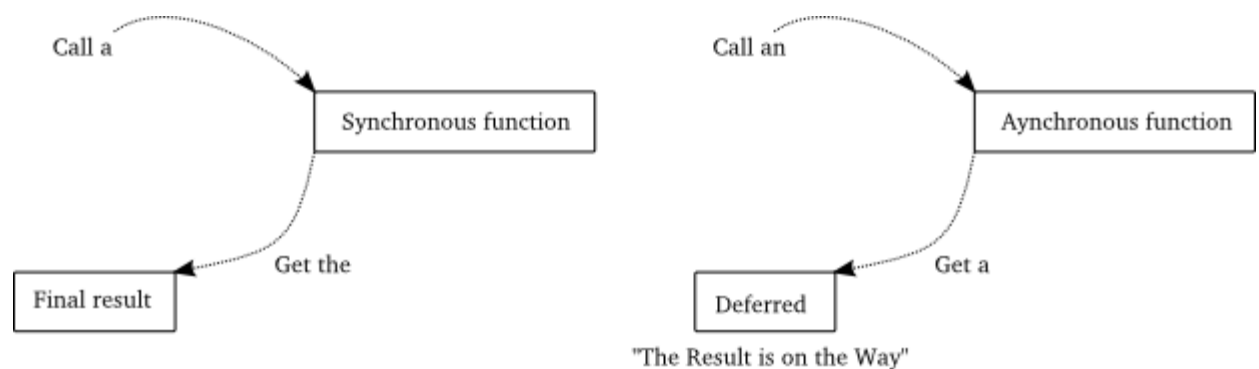 Call a
Synchronous function
Get the
Final result
Call an
Aynchronous function
Get a
Deferred
"The Result is on the Way"